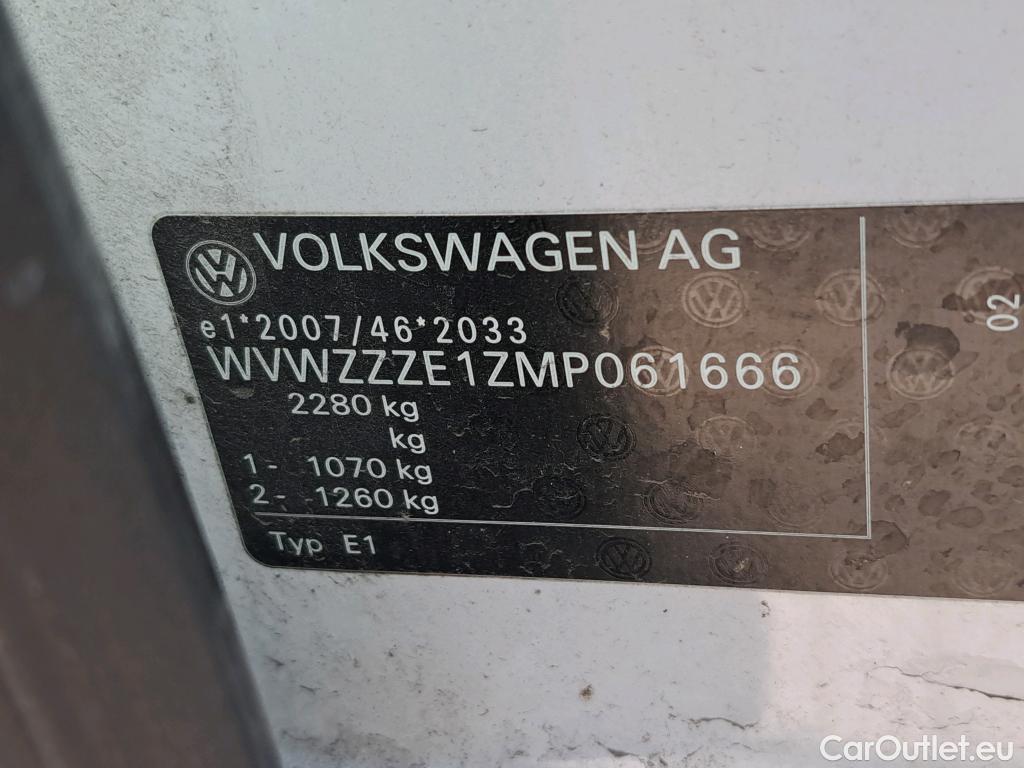 VOLKSWAGEN AG
e1*2007/46*2033
WVWZZZE1ZMP061666
2280 kg
kg
1- 1070 kg
2- 1260 kg
Typ E1
02
CarOutlet.eu